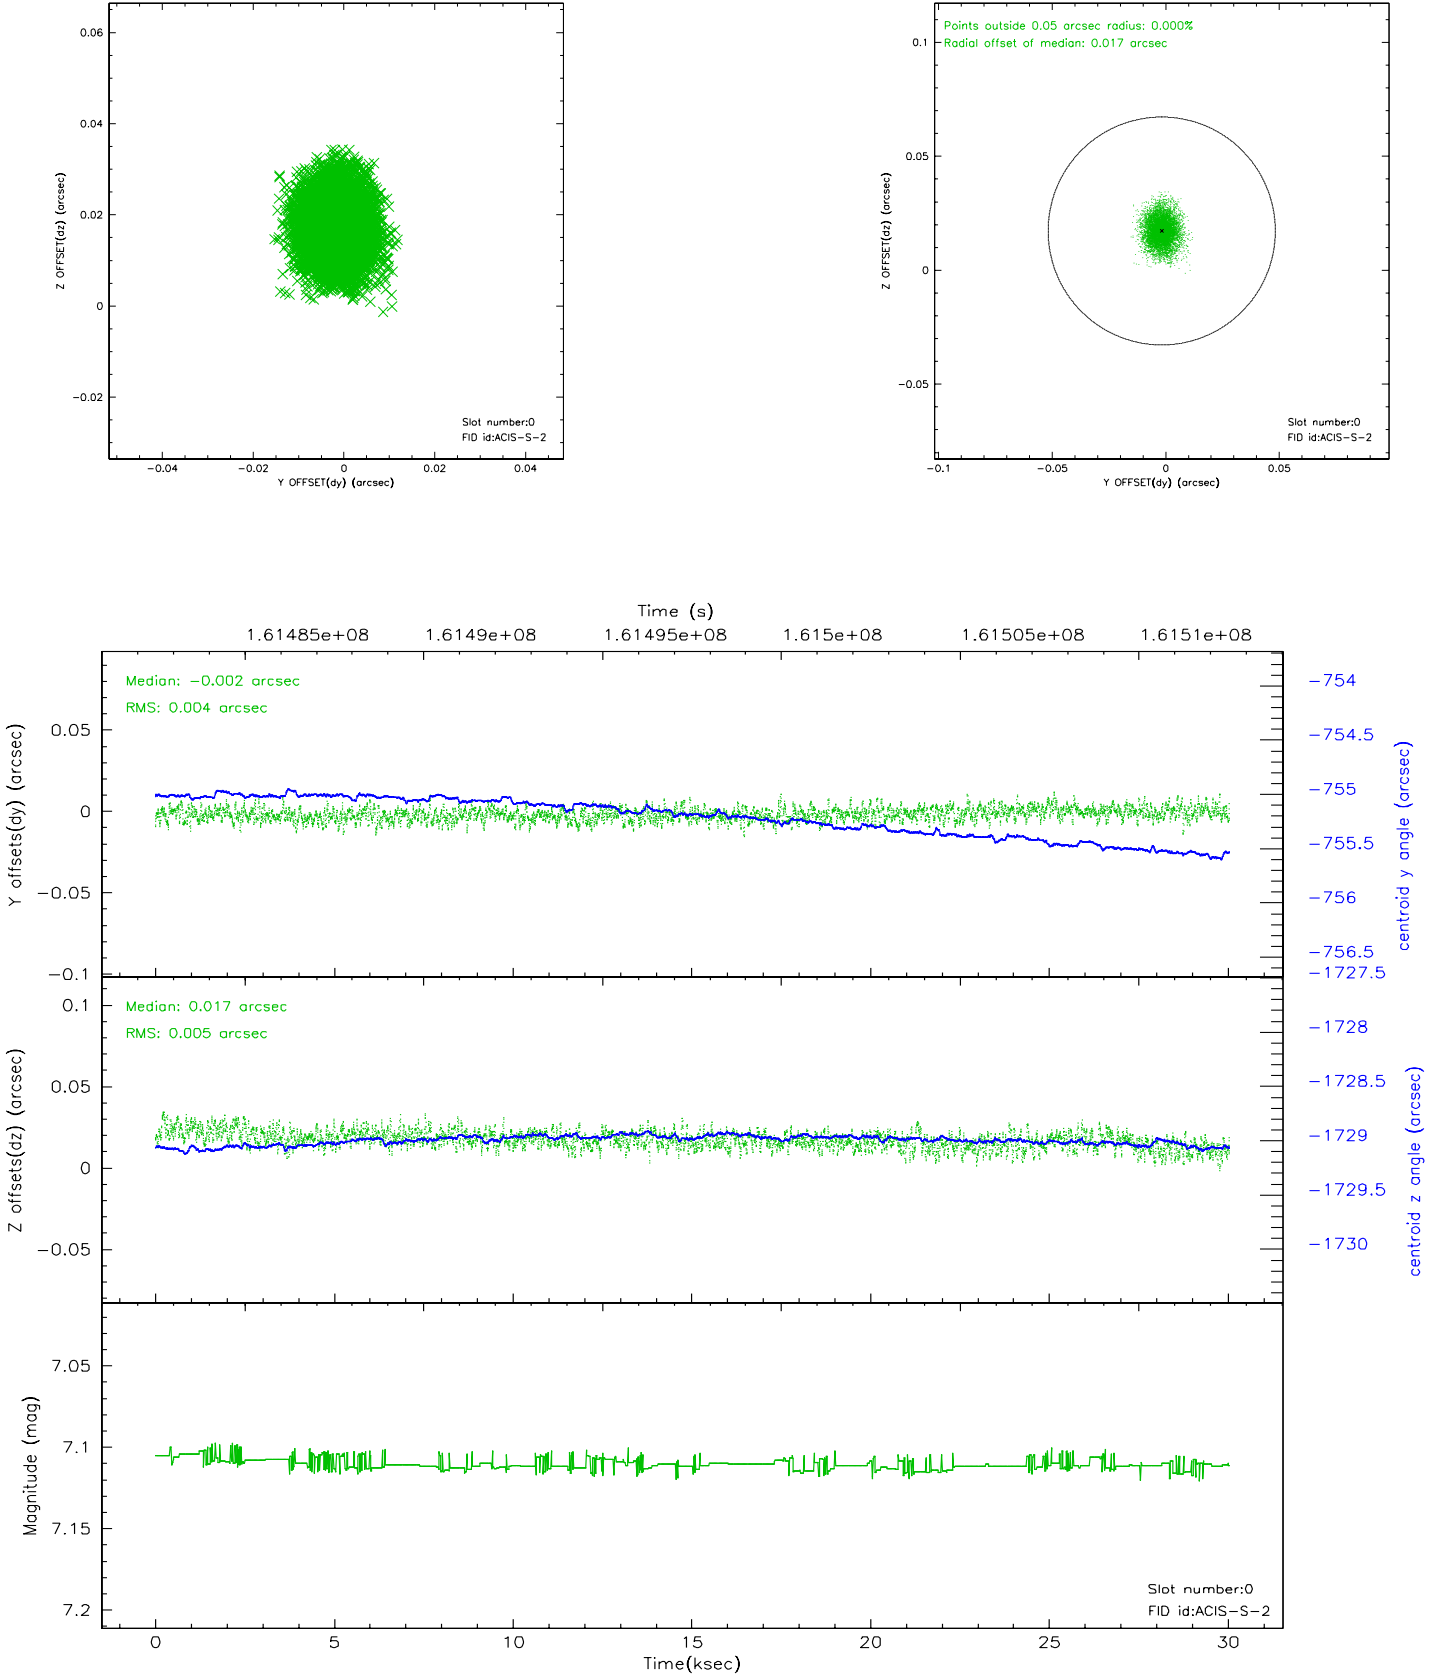 0.06
0.04
0.02
0
−0.02
Z OFFSET(dz) (arcsec)
Slot number:0
FID id:ACIS−S−2
−0.04
−0.02
0
0.02
0.04
Y OFFSET(dy) (arcsec)
Points outside 0.05 arcsec radius: 0.000%
Radial offset of median: 0.017 arcsec
0.1
0.05
0
−0.05
Z OFFSET(dz) (arcsec)
Slot number:0
FID id:ACIS−S−2
−0.1
−0.05
0
0.05
Y OFFSET(dy) (arcsec)
Time (s)
1.61485e+08
1.6149e+08
1.61495e+08
1.615e+08
1.61505e+08
1.6151e+08
Median: −0.002 arcsec
RMS: 0.004 arcsec
0.05
0
−0.05
−0.1
Y offsets(dy) (arcsec)
−754
−754.5
−755
−755.5
−756
−756.5
centroid y angle (arcsec)
Median: 0.017 arcsec
RMS: 0.005 arcsec
0.1
0.05
0
−0.05
Z offsets(dz) (arcsec)
−1727.5
−1728
−1728.5
−1729
−1729.5
−1730
centroid z angle (arcsec)
7.05
7.1
7.15
7.2
Magnitude (mag)
Slot number:0
FID id:ACIS−S−2
0
5
10
15
20
25
30
Time(ksec)